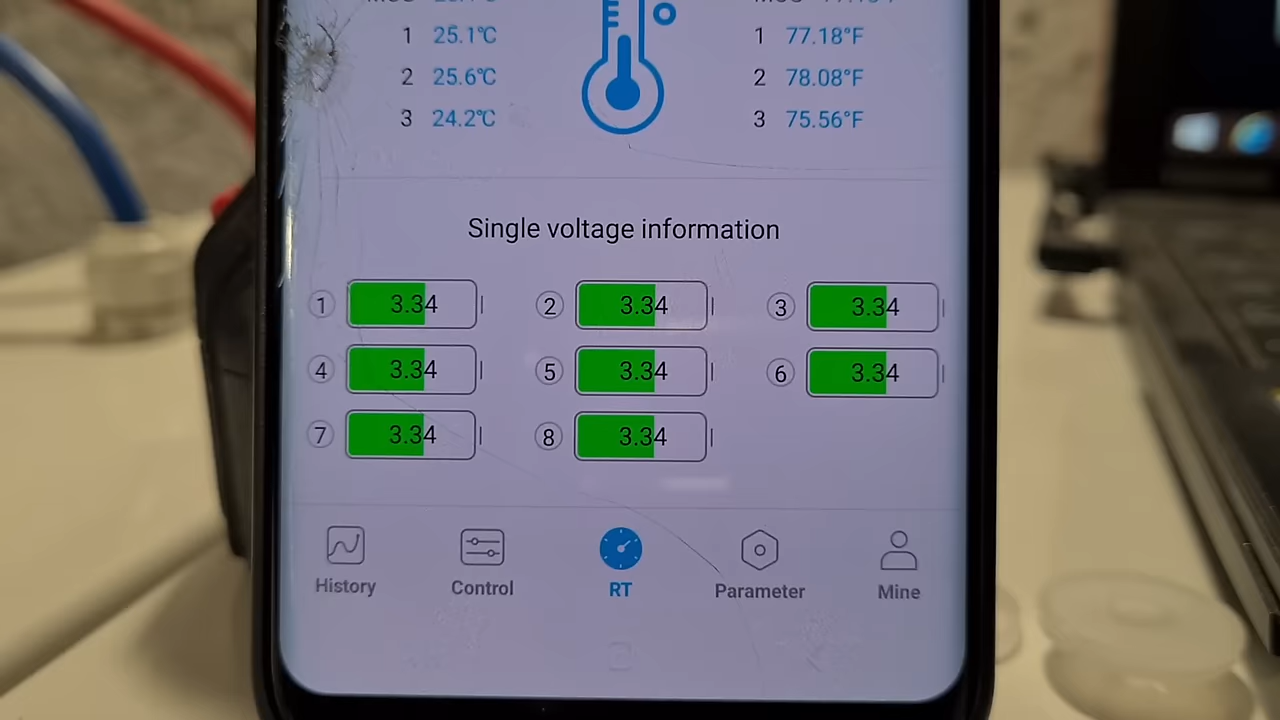 1 25.1℃ 1 77.18°F
2 25.6℃ 2 78.08°F
3 24.2℃ 3 75.56°F
Single voltage information
1 3.34 2 3.34 3 3.34
4 3.34 5 3.34 6 3.34
7 3.34 8 3.34
History Control RT Parameter Mine